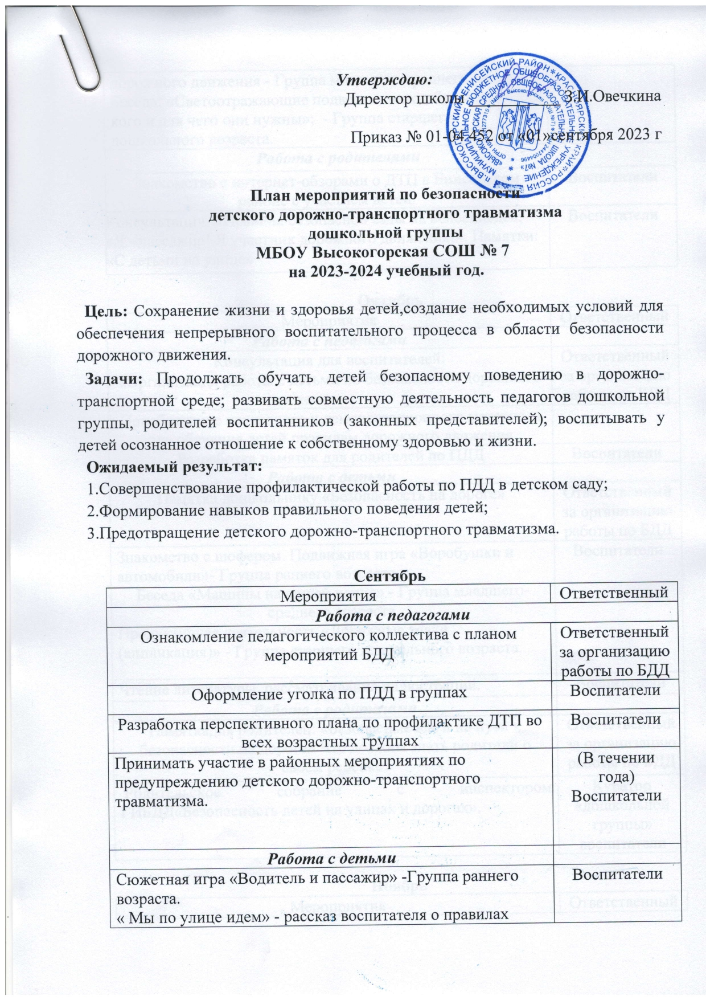 Утверждаю:
Директор школы ____________ З.И.Овечкина
Приказ № 01-04-452 от «01»сентября 2023 г
План мероприятий по безопасности
детского дорожно-транспортного травматизма
дошкольной группы
МБОУ Высокогорская СОШ № 7
на 2023-2024 учебный год.
Цель: Сохранение жизни и здоровья детей,создание необходимых условий для
обеспечения непрерывного воспитательного процесса в области безопасности
дорожного движения.
Задачи: Продолжать обучать детей безопасному поведению в дорожно-
транспортной среде; развивать совместную деятельность педагогов дошкольной
группы, родителей воспитанников (законных представителей); воспитывать у
детей осознанное отношение к собственному здоровью и жизни.
Ожидаемый результат:
1.Совершенствование профилактической работы по ПДД в детском саду;
2.Формирование навыков правильного поведения детей;
3.Предотвращение детского дорожно-транспортного травматизма.
Сентябрь
Мероприятия Ответственный
Работа с педагогами
Ознакомление педагогического коллектива с планом
мероприятий БДД
Ответственный
за организацию
работы по БДД
Оформление уголка по ПДД в группах Воспитатели
Разработка перспективного плана по профилактике ДТП во
всех возрастных группах
Воспитатели
Принимать участие в районных мероприятиях по
предупреждению детского дорожно-транспортного
травматизма.
(В течении
года)
Воспитатели
Работа с детьми
Сюжетная игра «Водитель и пассажир» -Группа раннего
возраста.
« Мы по улице идем» - рассказ воспитателя о правилах
Воспитатели